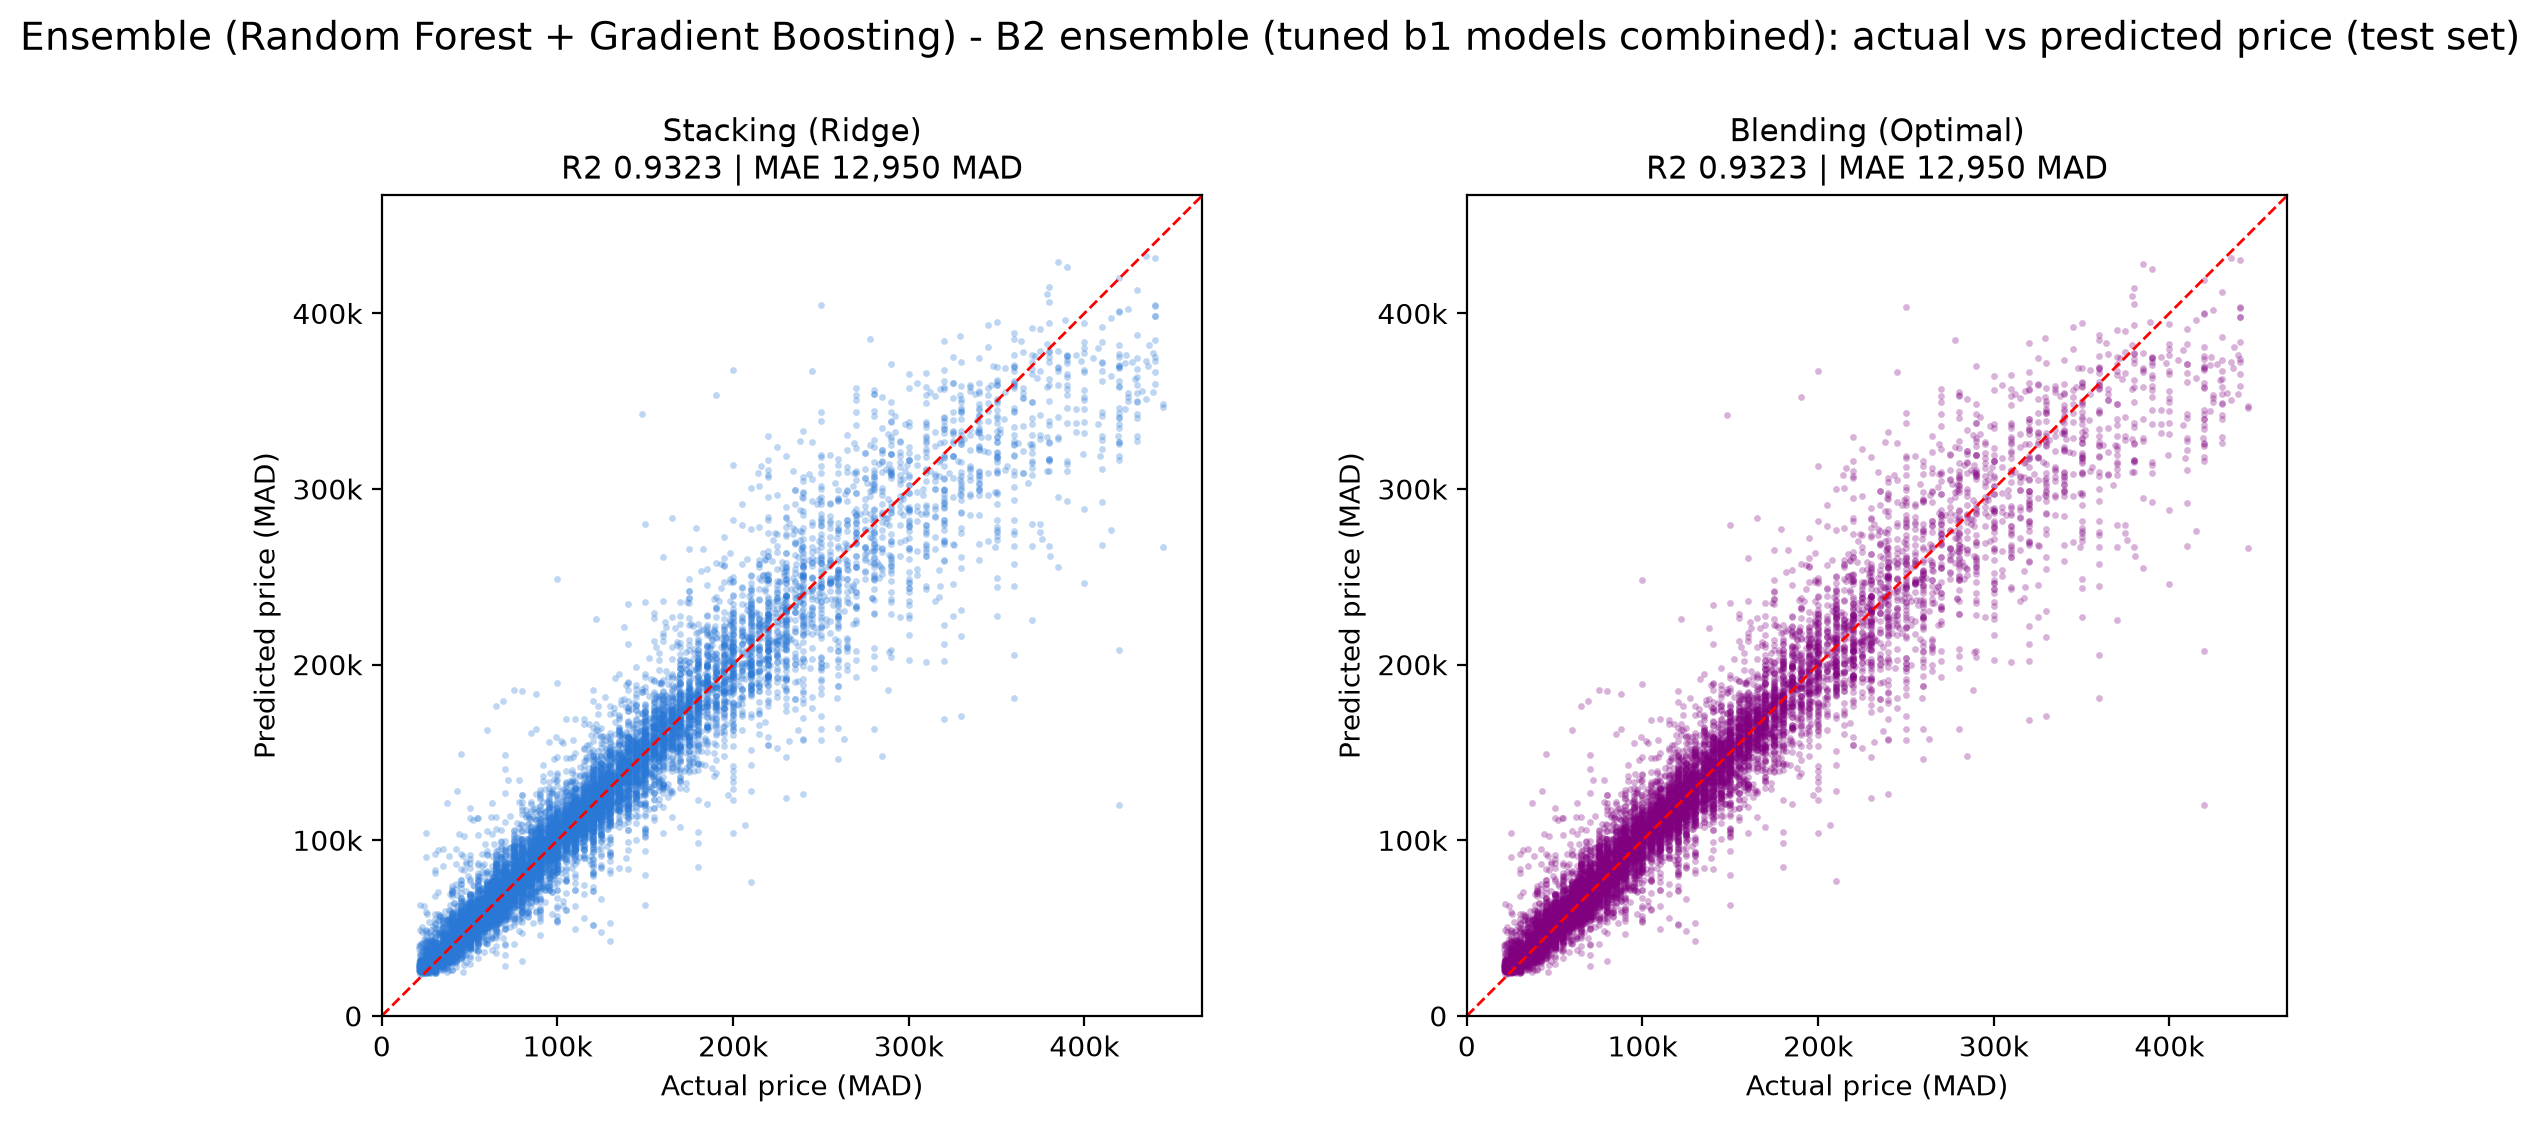 Ensemble (Random Forest + Gradient Boosting) - B2 ensemble (tuned b1 models combined): actual vs predicted price (test set)
Stacking (Ridge)
R2 0.9323 | MAE 12,950 MAD
Predicted price (MAD)
400k
300k
200k
100k
0
0 100k 200k 300k 400k
Actual price (MAD)
Blending (Optimal)
R2 0.9323 | MAE 12,950 MAD
Predicted price (MAD)
400k
300k
200k
100k
0
0 100k 200k 300k 400k
Actual price (MAD)